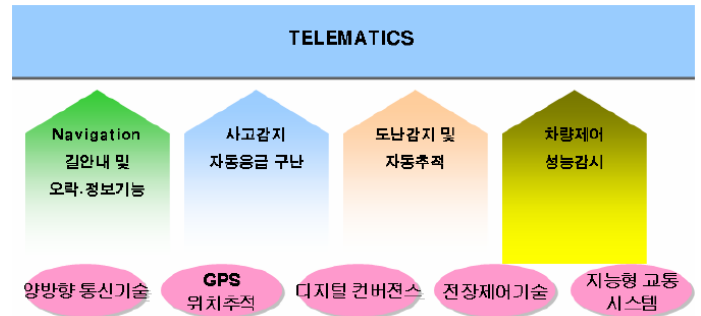 TELEMATICS
Navigation
길안내 및
오락.정보기능
사고감지
자동응급 구난
도난감지 및
자동추적
차량제어
성능감시
양방향 통신기술
GPS
위치추적
디지털 컨버젼스
전장제어기술
지능형 교통
시스템